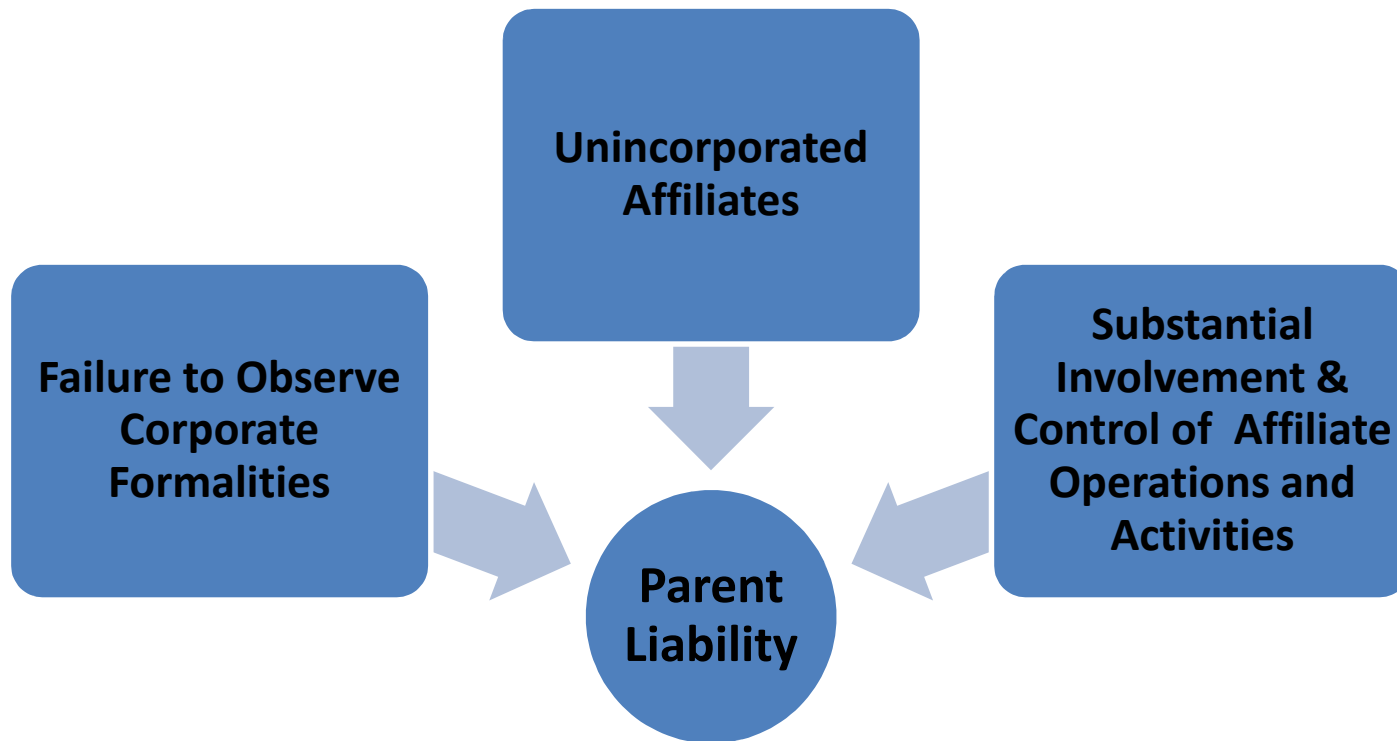 Unincorporated
Affiliates
Failure to Observe
Corporate
Formalities
Substantial
Involvement &
Control of  Affiliate
Operations and
Activities
Parent
Liability